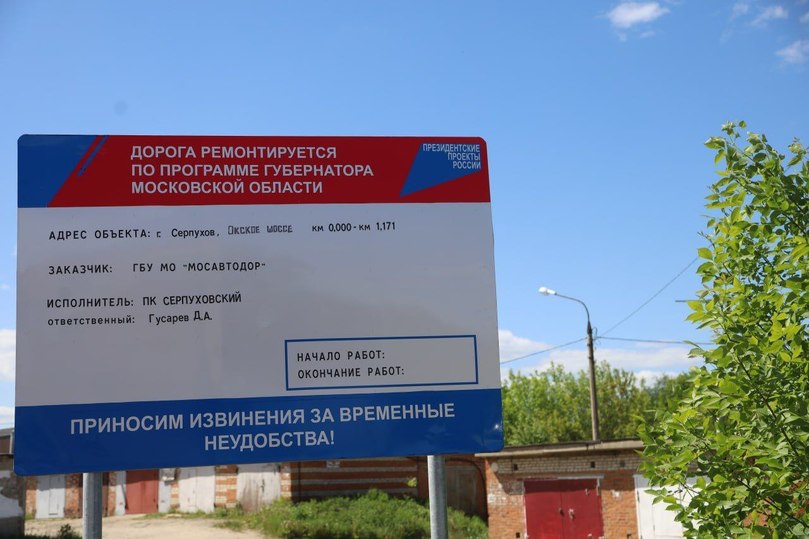 ДОРОГА РЕМОНТИРУЕТСЯ
ПО ПРОГРАММЕ ГУБЕРНАТОРА
МОСКОВСКОЙ ОБЛАСТИ
ПРЕЗИДЕНТСКИЕ
ПРОЕКТЫ
РОССИИ
АДРЕС ОБЪЕКТА: г. Серпухов, Окское шоссе км 0,000-км 1,171
ЗАКАЗЧИК: ГБУ МО "МОСАВТОДОР"
ИСПОЛНИТЕЛЬ: ПК СЕРПУХОВСКИЙ
ответственный: Гусарев Д.А.
НАЧАЛО РАБОТ:
ОКОНЧАНИЕ РАБОТ:
ПРИНОСИМ ИЗВИНЕНИЯ ЗА ВРЕМЕННЫЕ
НЕУДОБСТВА!